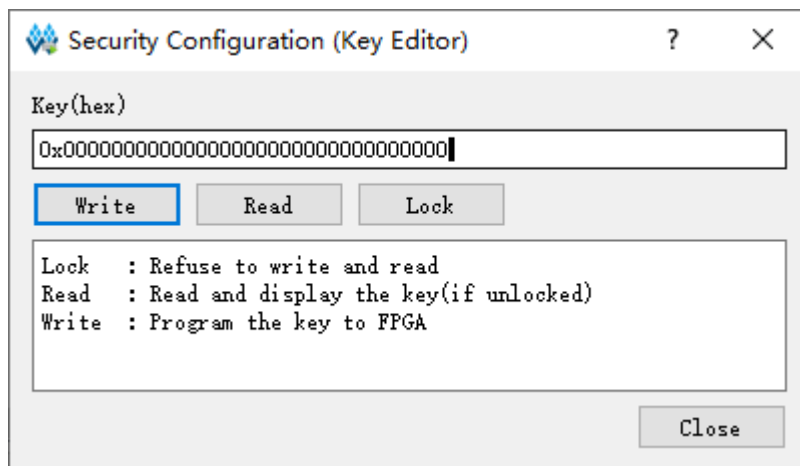 Security Configuration (Key Editor) ?
Key(hex)
0x00000000000000000000000000000000
Write Read Lock
Lock : Refuse to write and read
Read : Read and display the key(if unlocked)
Write : Program the key to FPGA
Close